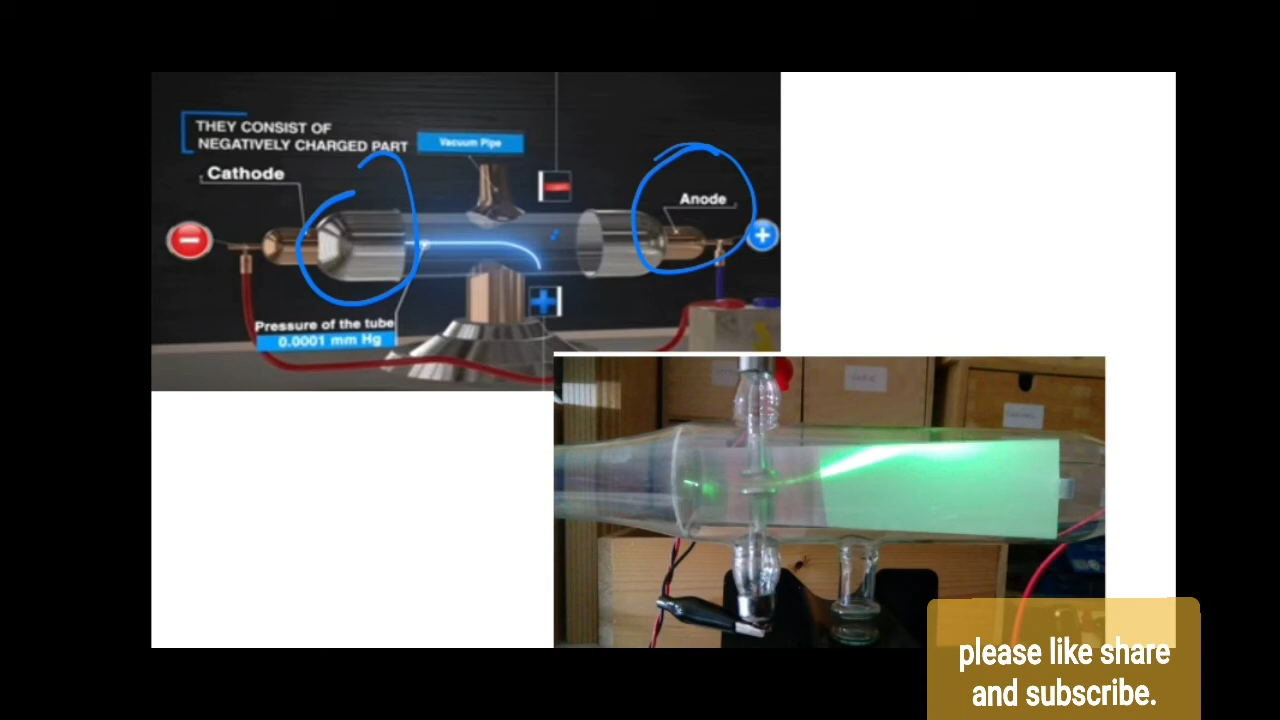 THEY CONSIST OF
NEGATIVELY CHARGED PART
Vacuum Pipe
Cathode
Anode
Pressure of the tube
0.0001 mm Hg
please like share
and subscribe.